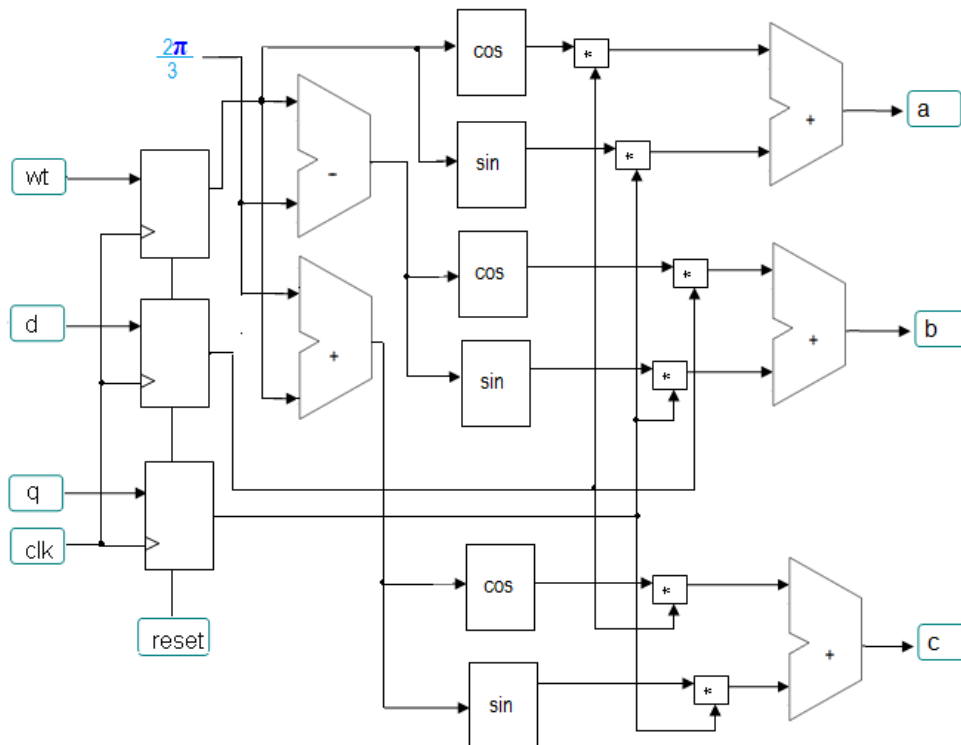 2π
3
cos
*
+
a
wt
sin
*
-
cos
*
d
+
b
+
sin
*
q
clk
cos
*
reset
+
c
sin
*